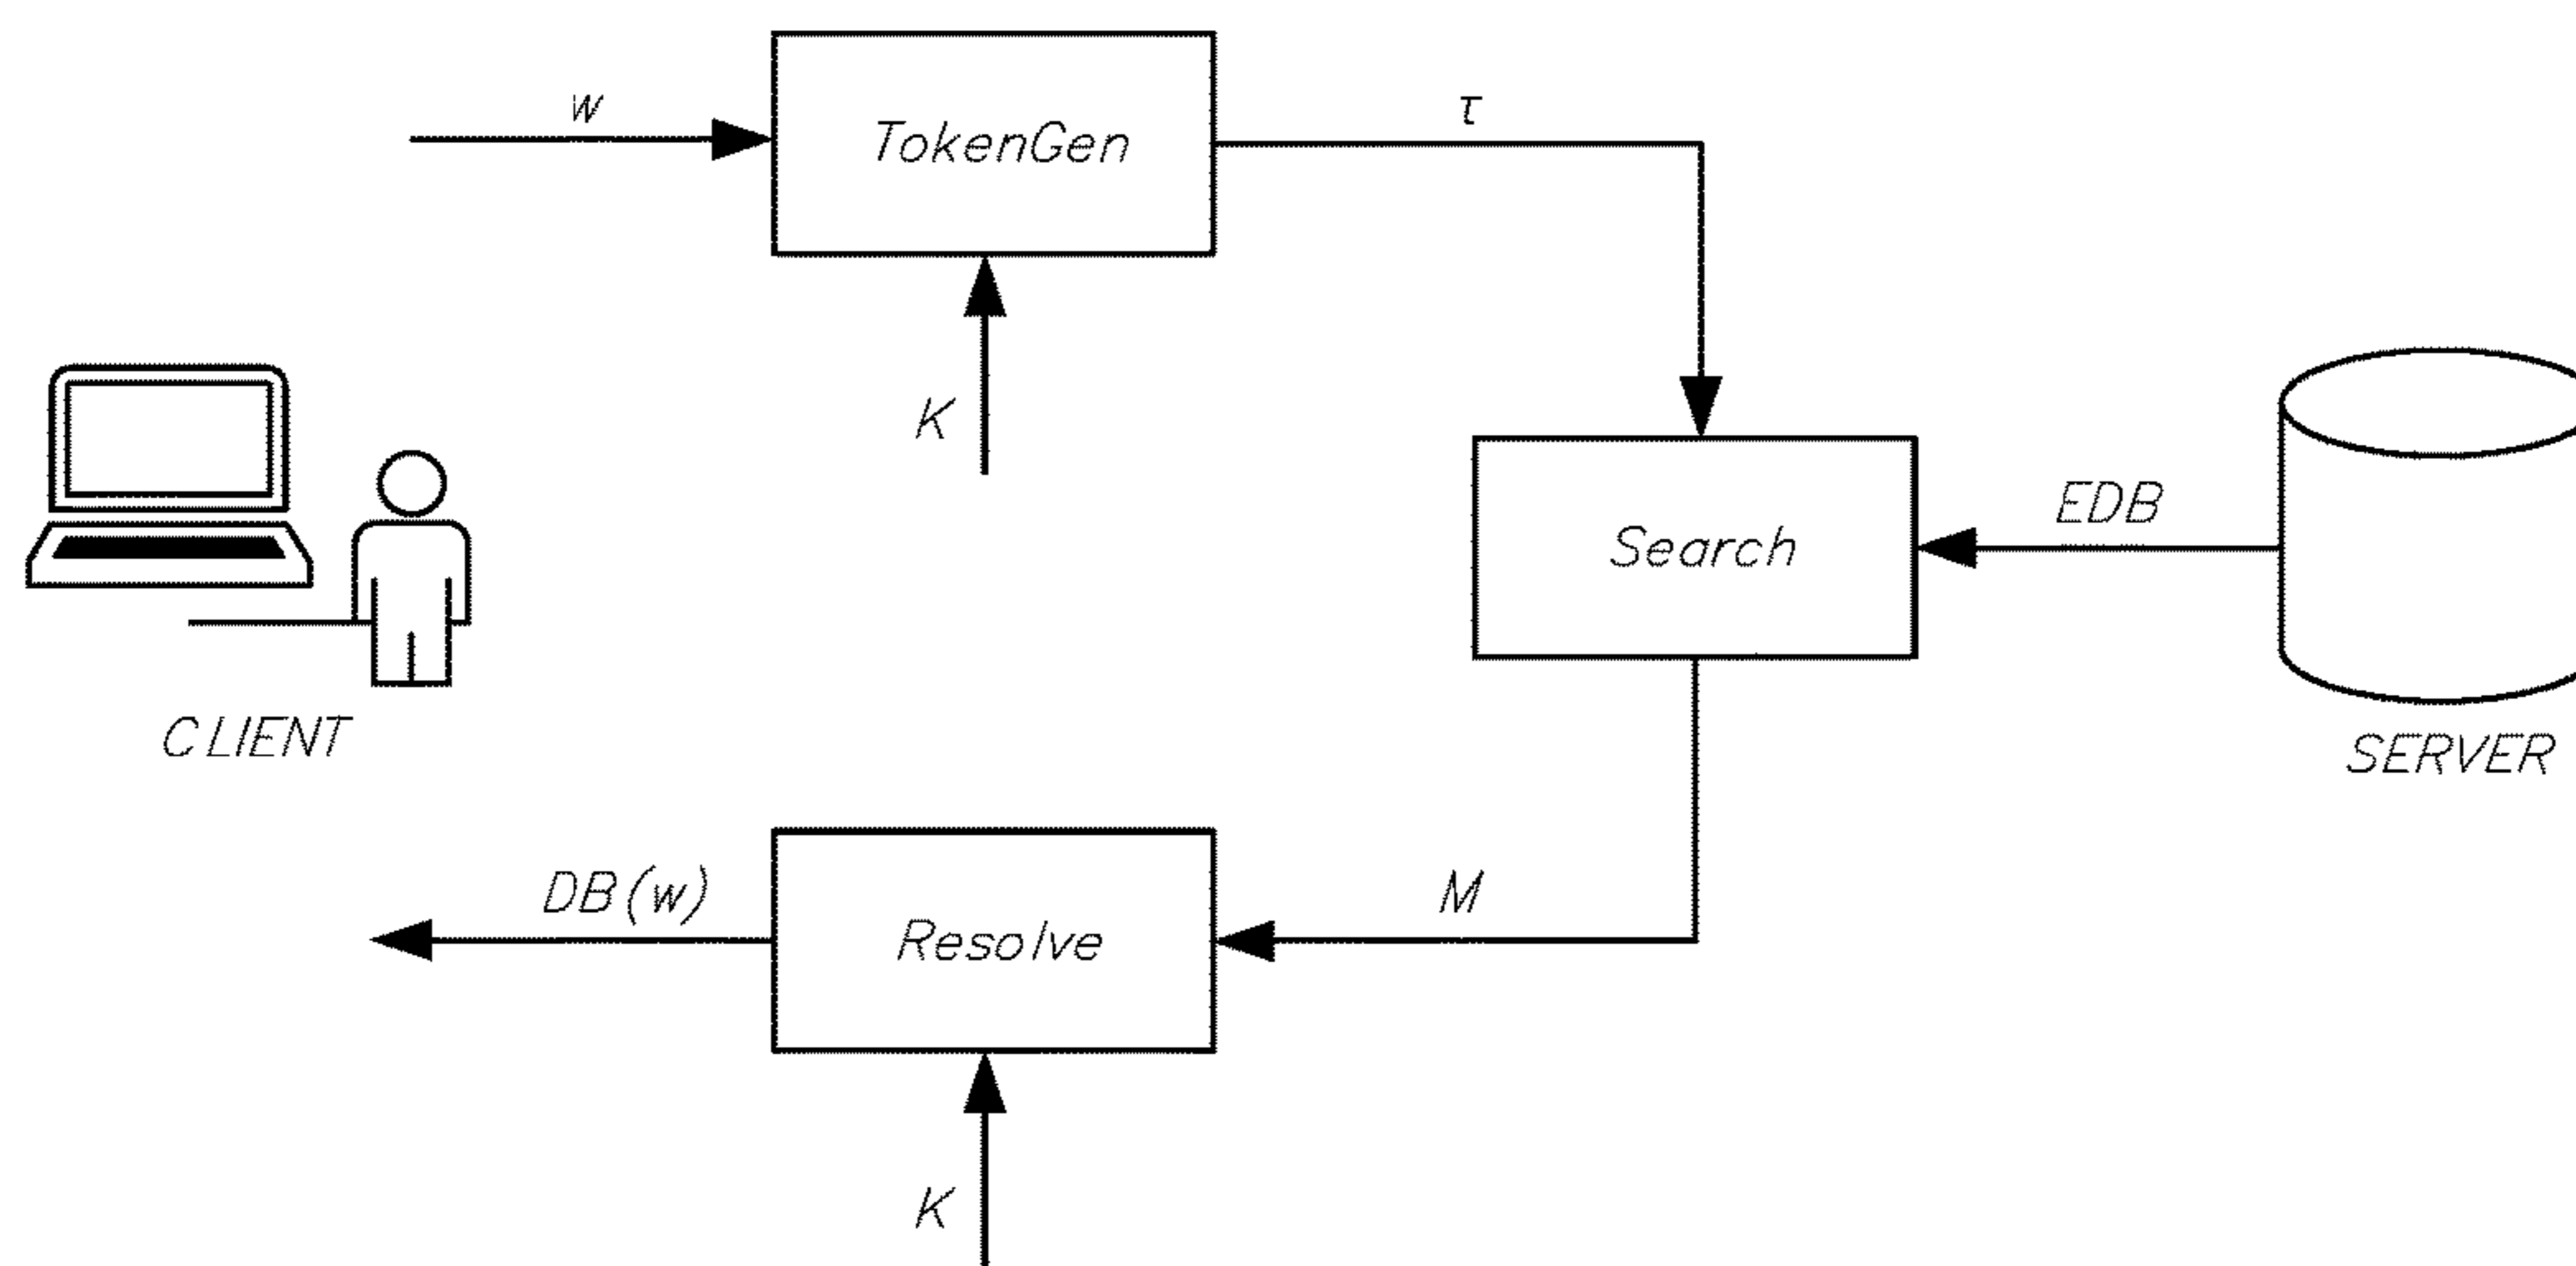 w
TokenGen
τ
K
Search
EDB
CLIENT
SERVER
DB(w)
Resolve
M
K